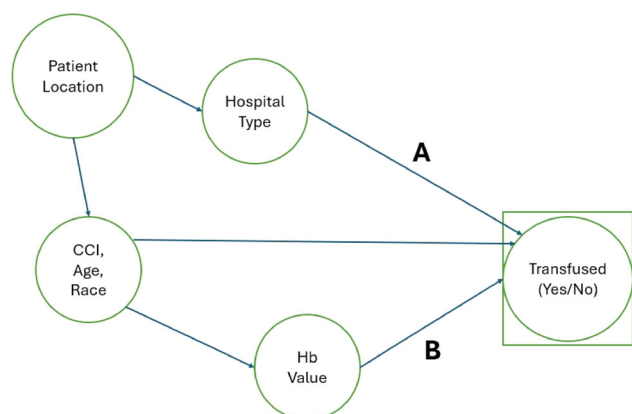 Patient
Location
Hospital
Type
A
CCI,
Age,
Race
Transfused
(Yes/No)
Hb
Value
B